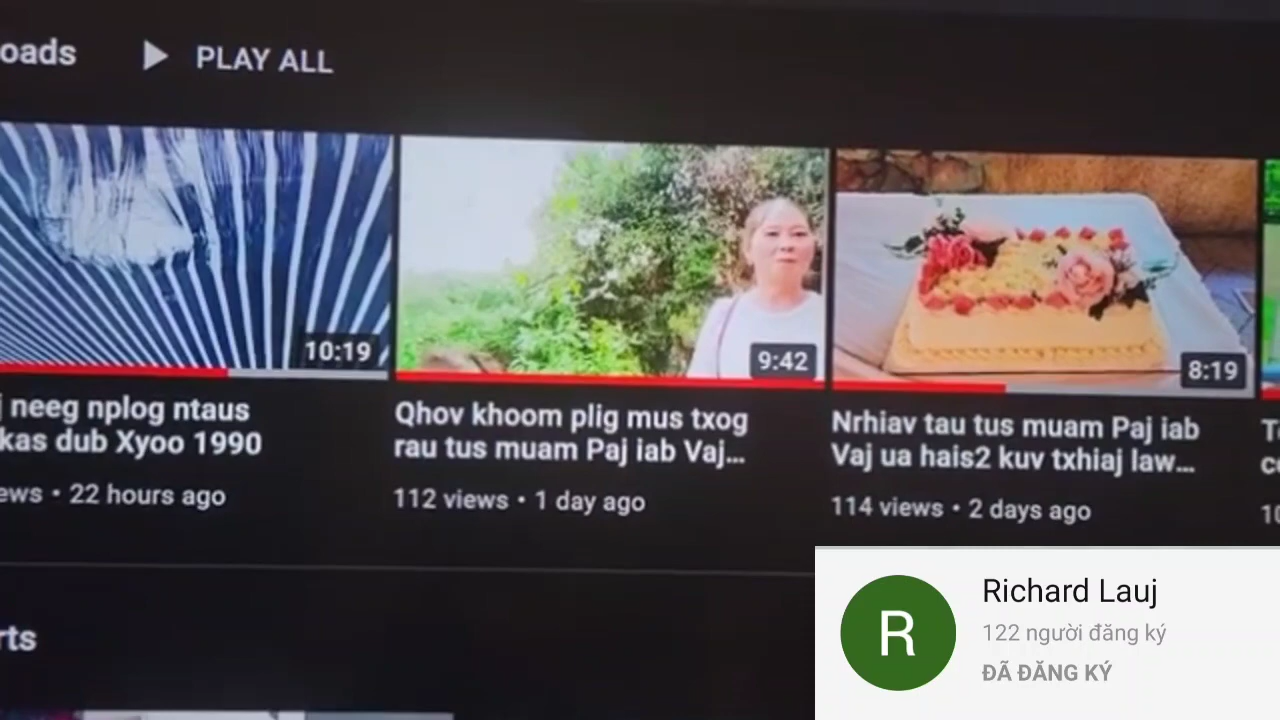 oads
PLAY ALL
10:19
9:42
8:19
neeg nplog ntaus
kas dub Xyoo 1990
ews • 22 hours ago
Qhov khoom plig mus txog
rau tus muam Paj iab Vaj...
112 views • 1 day ago
Nrhiav tau tus muam Paj iab
Vaj ua hais2 kuv txhiaj law...
114 views • 2 days ago
rts
R
Richard Lauj
122 người đăng ký
ĐÃ ĐĂNG KÝ